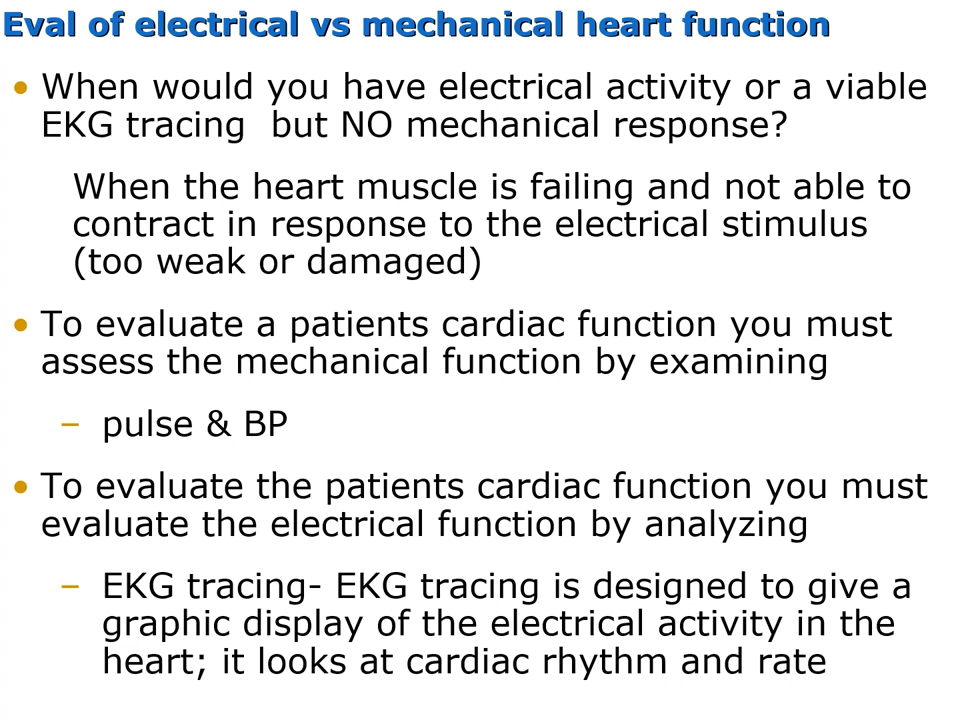 Eval of electrical vs mechanical heart function
• When would you have electrical activity or a viable
EKG tracing  but NO mechanical response?
When the heart muscle is failing and not able to
contract in response to the electrical stimulus
(too weak or damaged)
• To evaluate a patients cardiac function you must
assess the mechanical function by examining
– pulse & BP
• To evaluate the patients cardiac function you must
evaluate the electrical function by analyzing
– EKG tracing- EKG tracing is designed to give a
graphic display of the electrical activity in the
heart; it looks at cardiac rhythm and rate